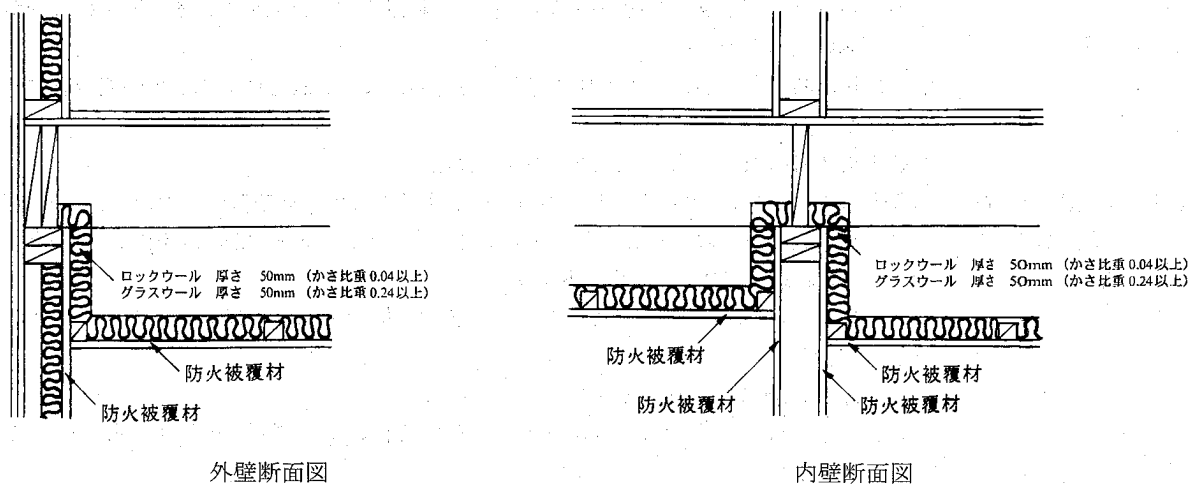 ロックウール 厚さ 50mm (かさ比重0.04以上)
グラスウール 厚さ 50mm (かさ比重0.24以上)
防火被覆材
防火被覆材
外壁断面図
ロックウール 厚さ 50mm (かさ比重0.04以上)
グラスウール 厚さ 50mm (かさ比重0.24以上)
防火被覆材
防火被覆材
防火被覆材
防火被覆材
内壁断面図